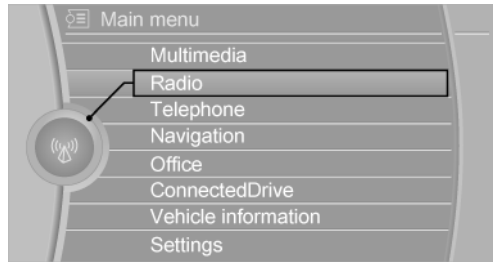 Main menu
Multimedia
Radio
Telephone
Navigation
Office
ConnectedDrive
Vehicle information
Settings